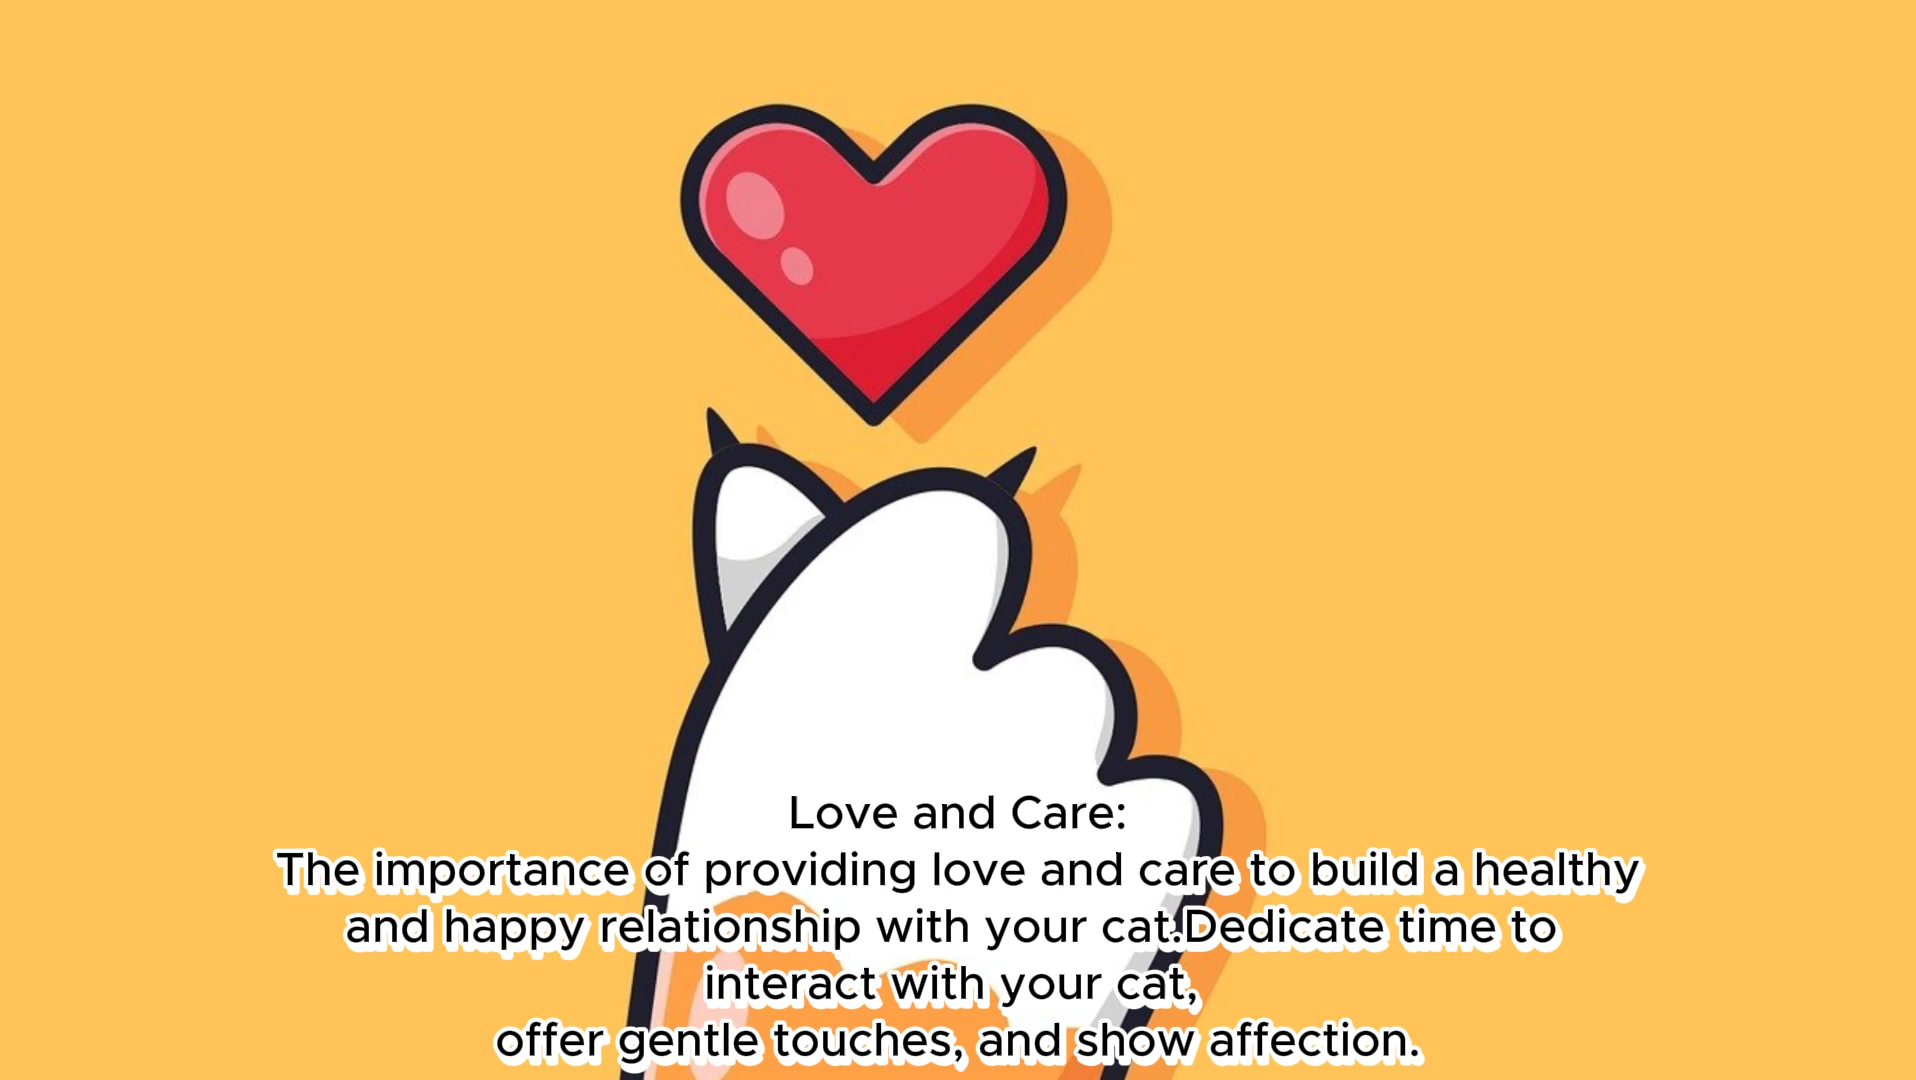 Love and Care:
The importance of providing love and care to build a healthy
and happy relationship with your cat.Dedicate time to
interact with your cat,
offer gentle touches, and show affection.